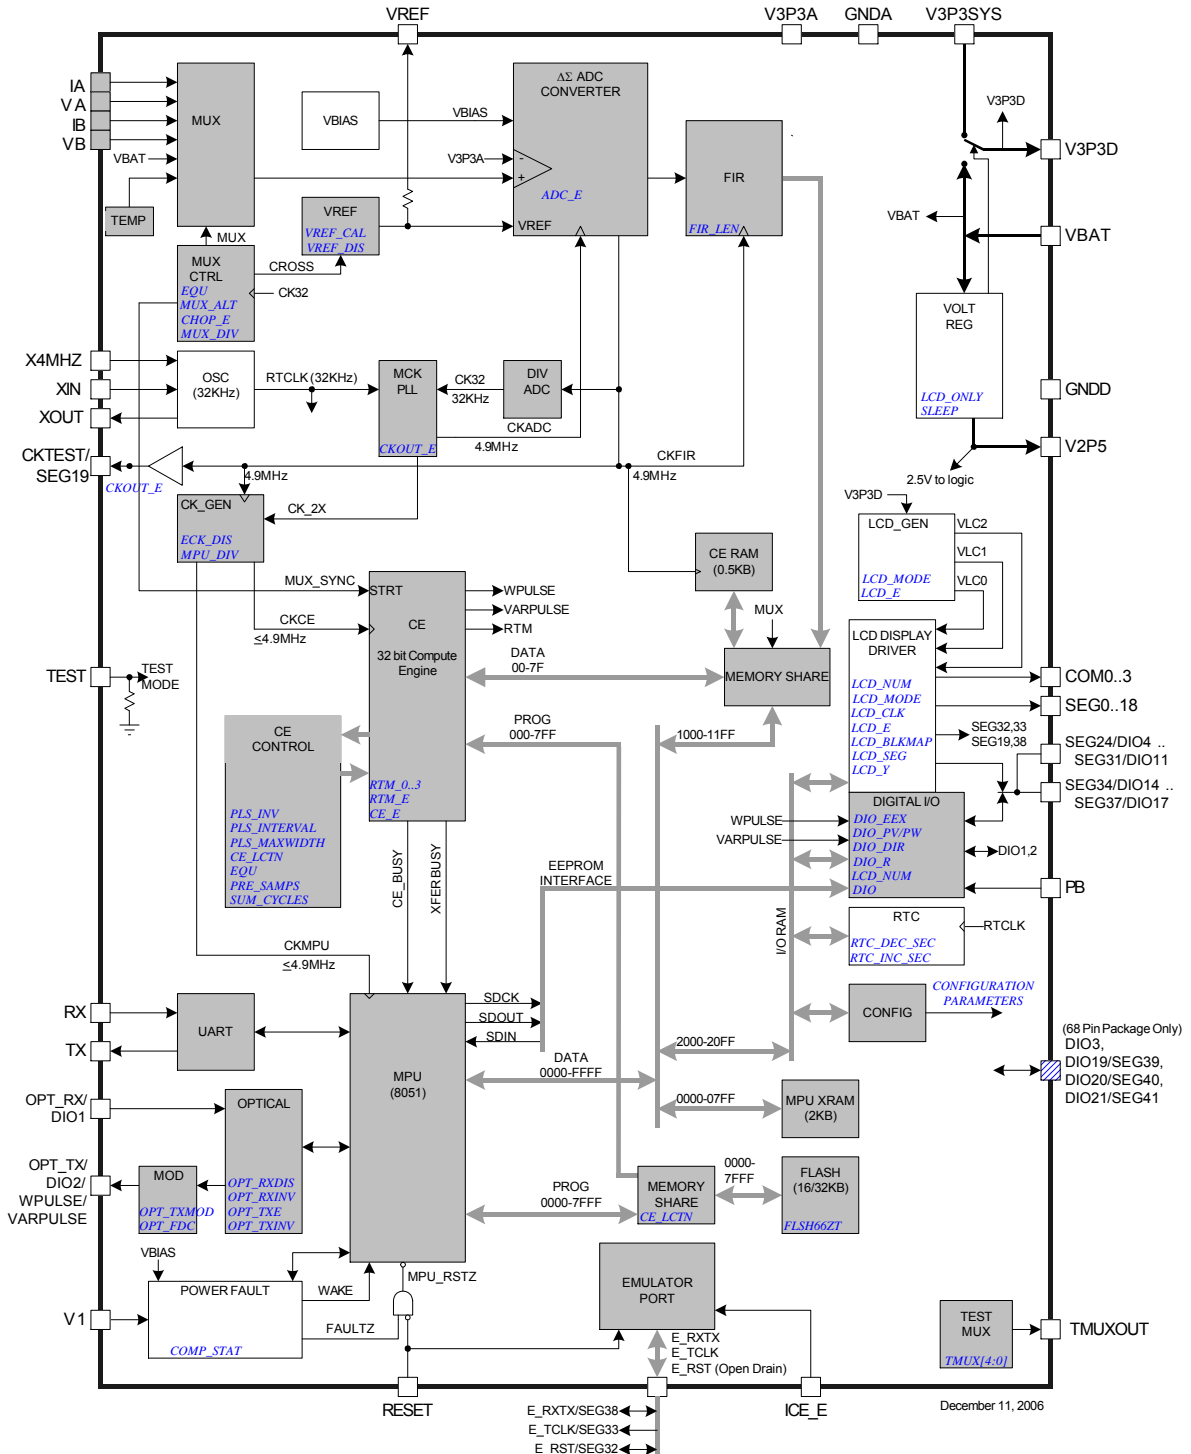 VREF
V3P3A
GNDA
V3P3SYS
IA
VA
IB
VB
VBAT
TEMP
MUX
VBIAS
VBIAS
V3P3A
ΔΣ ADC
CONVERTER
-
+
ADC_E
VREF
FIR
FIR_LEN
VREF
VREF_CAL
VREF_DIS
MUX
MUX
CTRL
EQU
MUX_ALT
CHOP_E
MUX_DIV
CROSS
CK32
V3P3D
V3P3D
VBAT
VBAT
VOLT
REG
LCD_ONLY
SLEEP
GNDD
V2P5
2.5V to logic
X4MHZ
XIN
XOUT
OSC
(32KHz)
RTCLK (32KHz)
MCK
PLL
CKOUT_E
CK32
32KHz
DIV
ADC
CKADC
4.9MHz
CKFIR
4.9MHz
CKTEST/
SEG19
CKOUT_E
4.9MHz
CK_GEN
ECK_DIS
MPU_DIV
CK_2X
MUX_SYNC
CKCE
≤4.9MHz
STRT
CE
32 bit Compute
Engine
RTM_0..3
RTM_E
CE_E
WPULSE
VARPULSE
RTM
DATA
00-7F
PROG
000-7FF
CE RAM
(0.5KB)
MUX
MEMORY SHARE
1000-11FF
V3P3D
LCD_GEN
LCD_MODE
LCD_E
VLC2
VLC1
VLC0
LCD DISPLAY
DRIVER
LCD_NUM
LCD_MODE
LCD_CLK
LCD_E
LCD_BLKMAP
LCD_SEG
LCD_Y
COM0..3
SEG0..18
SEG32,33
SEG19,38
SEG24/DIO4 ..
SEG31/DIO11
SEG34/DIO14 ..
SEG37/DIO17
TEST
TEST
MODE
CE
CONTROL
PLS_INV
PLS_INTERVAL
PLS_MAXWIDTH
CE_LCTN
EQU
PRE_SAMPS
SUM_CYCLES
CE_BUSY
XFER BUSY
EEPROM
INTERFACE
WPULSE
VARPULSE
DIGITAL I/O
DIO_EEX
DIO_PV/PW
DIO_DIR
DIO_R
LCD_NUM
DIO
DIO1,2
PB
I/O RAM
RTC
RTC_DEC_SEC
RTC_INC_SEC
RTCLK
CONFIG
CONFIGURATION
PARAMETERS
(68 Pin Package Only)
DIO3,
DIO19/SEG39,
DIO20/SEG40,
DIO21/SEG41
CKMPU
≤4.9MHz
RX
TX
UART
MPU
(8051)
SDCK
SDOUT
SDIN
DATA
0000-FFFF
2000-20FF
0000-07FF
MPU XRAM
(2KB)
OPT_RX/
DIO1
OPTICAL
OPT_RXDIS
OPT_RXINV
OPT_TXE
OPT_TXINV
OPT_TX/
DIO2/
WPULSE/
VARPULSE
MOD
OPT_TXMOD
OPT_FDC
PROG
0000-7FFF
MEMORY
SHARE
CE_LCTN
0000-
7FFF
FLASH
(16/32KB)
FLSH66ZT
VBIAS
V1
POWER FAULT
COMP_STAT
WAKE
FAULTZ
MPU_RSTZ
EMULATOR
PORT
E_RXTX
E_TCLK
E_RST (Open Drain)
TEST
MUX
TMUX[4:0]
TMUXOUT
RESET
ICE_E
December 11, 2006
E_RXTX/SEG38
E_TCLK/SEG33
E_RST/SEG32